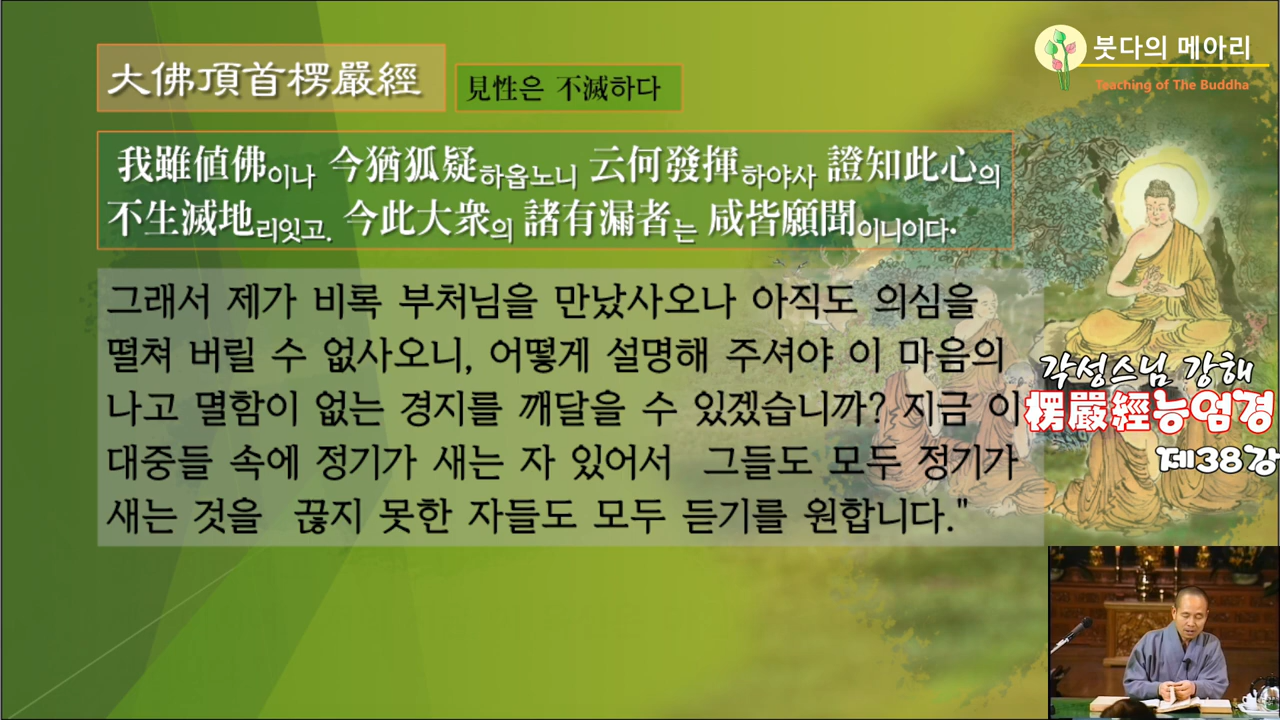 大佛頂首楞嚴經
見性은 不滅하다
붓다의 메아리
Teaching of The Buddha
我雖値佛이나 今猶狐疑하옵노니 云何發揮하야사 證知此心의
不生滅地리잇고. 今此大衆의 諸有漏者는 咸皆願聞이니이다.
그래서 제가 비록 부처님을 만났사오나 아직도 의심을
떨쳐 버릴 수 없사오니, 어떻게 설명해 주셔야 이 마음의
나고 멸함이 없는 경지를 깨달을 수 있겠습니까? 지금 이
대중들 속에 정기가 새는 자 있어서 그들도 모두 정기가
새는 것을 끊지 못한 자들도 모두 듣기를 원합니다."
각성스님 강해
楞嚴經능엄경
제38강